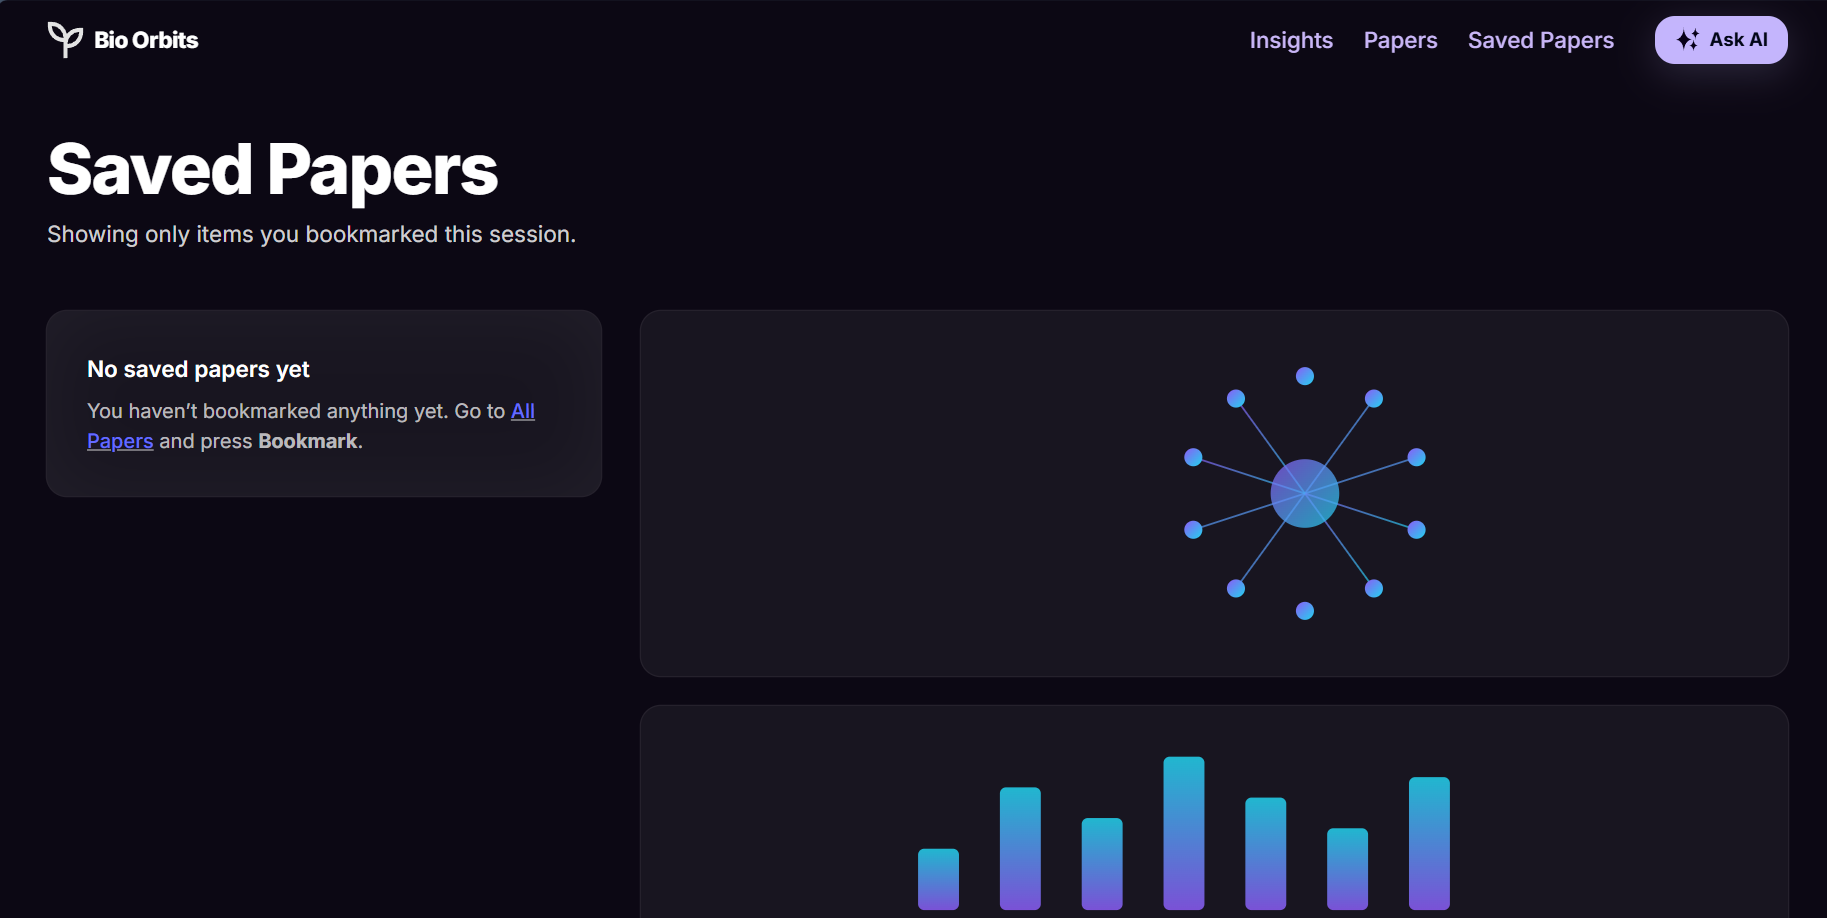 Bio Orbits
Insights
Papers
Saved Papers
Ask AI
Saved Papers
Showing only items you bookmarked this session.
No saved papers yet
You haven’t bookmarked anything yet. Go to All
Papers and press Bookmark.